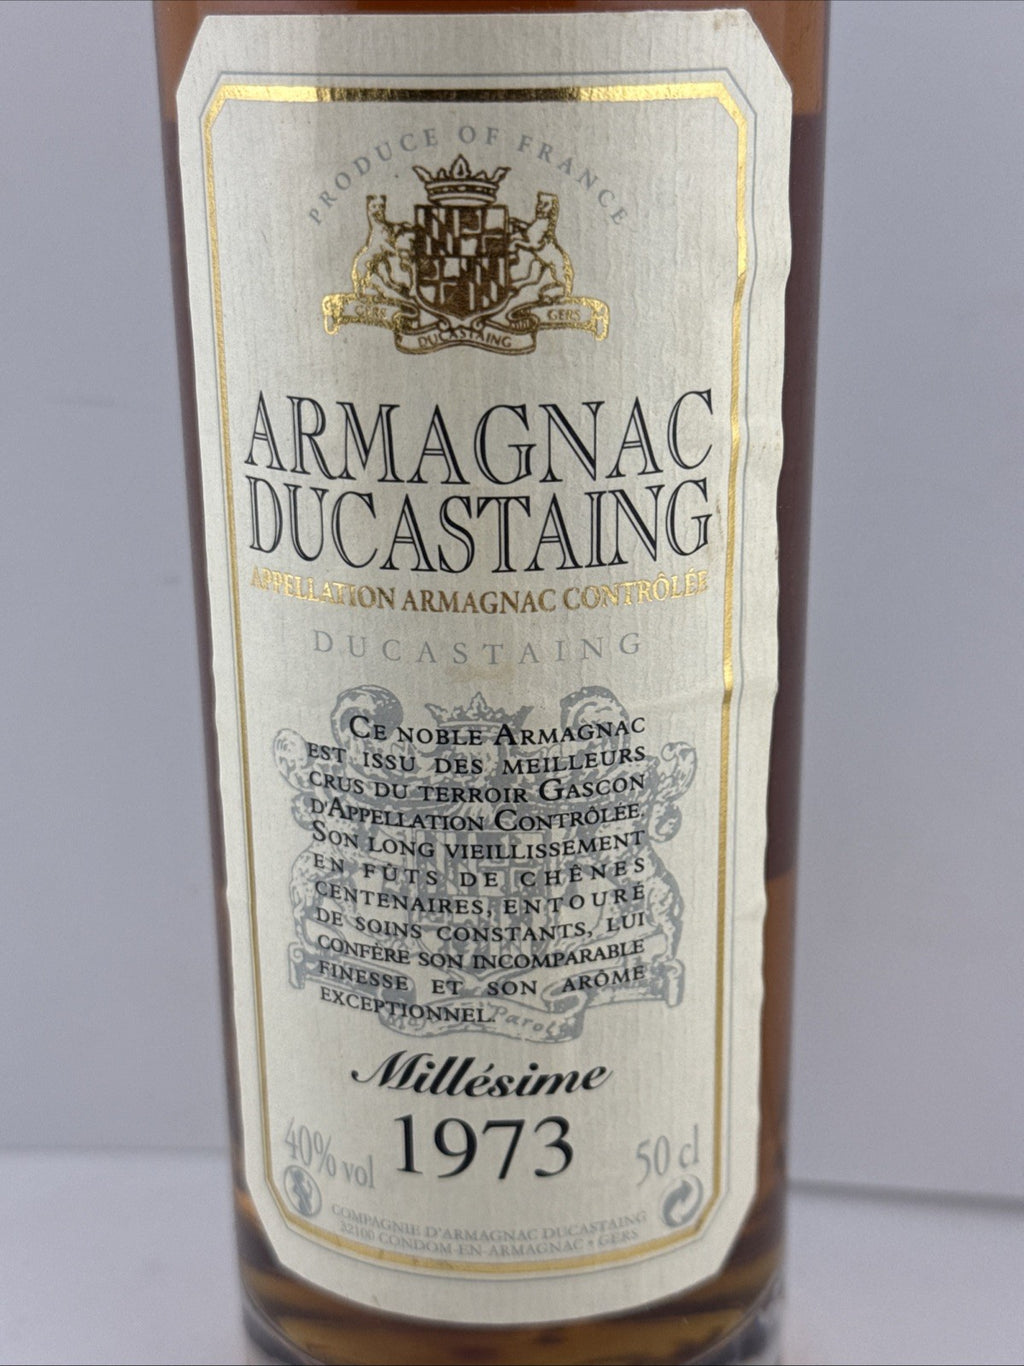 PRODUCE OF FRANCE
GERS GERS
DUCASTAING
ARMAGNAC
DUCASTAING
APPELLATION ARMAGNAC CONTRÔLÉE
DUCASTAING
CE NOBLE ARMAGNAC
EST ISSU DES MEILLEURS
CRUS DU TERROIR GASCON
D'APPELLATION CONTRÔLÉE.
SON LONG VIEILLISSEMENT
EN FÛTS DE CHÊNES
CENTENAIRES, ENTOURÉ
DE SOINS CONSTANTS, LUI
CONFÈRE SON INCOMPARABLE
FINESSE ET SON ARÔME
EXCEPTIONNEL.
Millésime
40% vol 1973 50 cl
COMPAGNIE D'ARMAGNAC DUCASTAING
32100 CONDOM-EN-ARMAGNAC • GERS